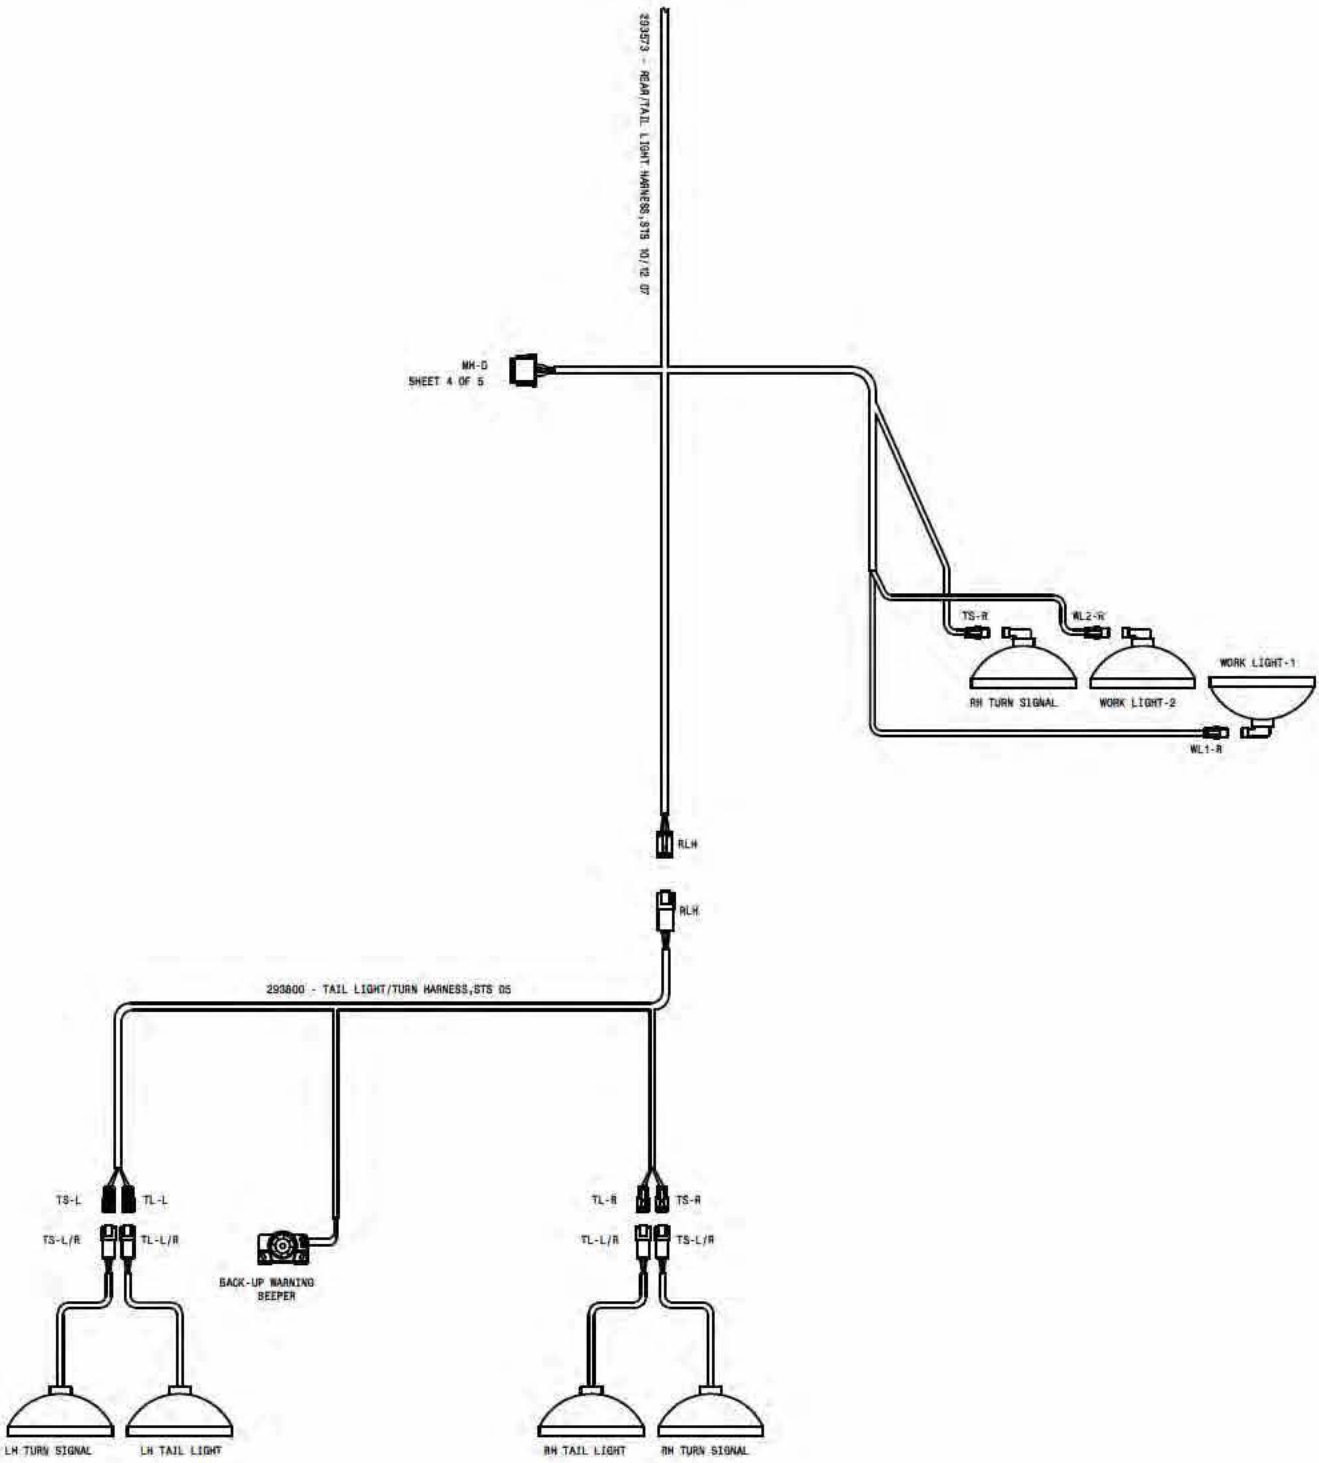 293573 - REAR/TAIL LIGHT HARNESS,STS 10/12 07
MH-D
SHEET 4 OF 5
TS-R
WL2-R
WORK LIGHT-1
RH TURN SIGNAL
WORK LIGHT-2
WL1-R
RLH
RLH
293800 - TAIL LIGHT/TURN HARNESS,STS 05
TS-L
TL-L
TL-R
TS-R
TS-L/R
TL-L/R
TL-L/R
TS-L/R
BACK-UP WARNING
BEEPER
LH TURN SIGNAL
LH TAIL LIGHT
RH TAIL LIGHT
RH TURN SIGNAL